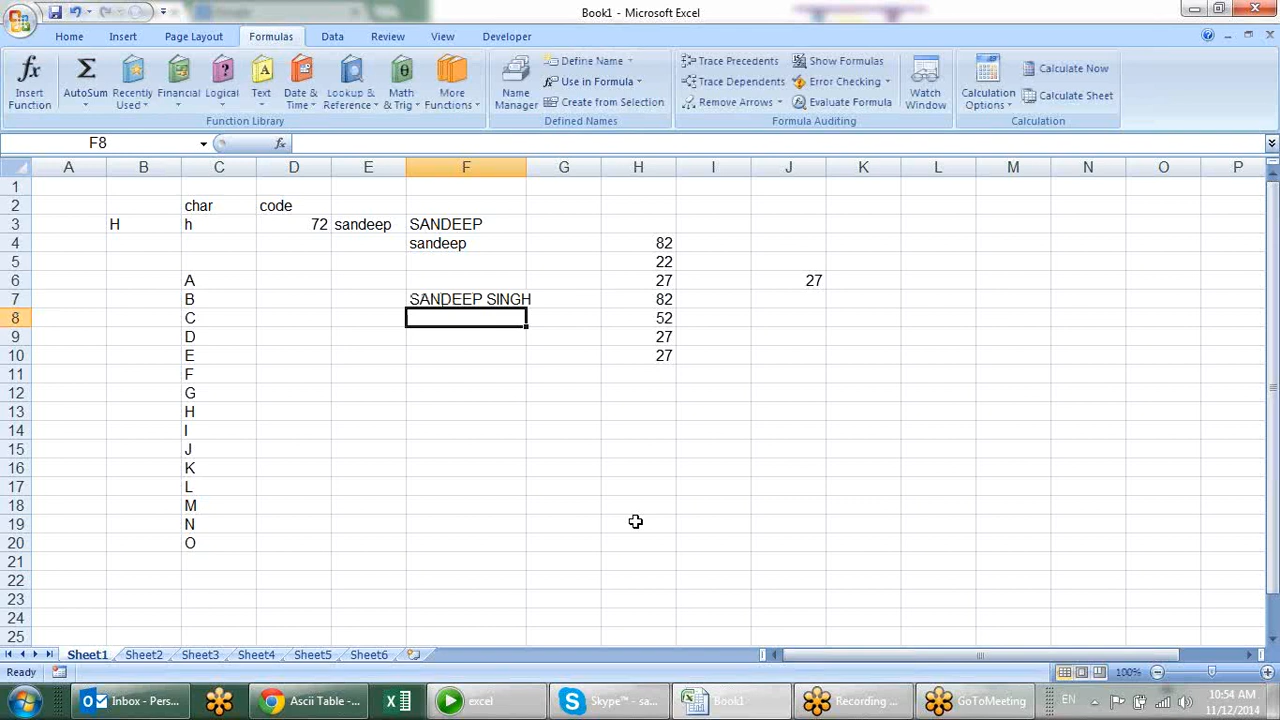 Book1 - Microsoft Excel
Home Insert Page Layout Formulas Data Review View Developer
Insert Function
AutoSum
Recently Used
Financial
Logical
Text
Date & Time
Lookup & Reference
Math & Trig
More Functions
Function Library
Name Manager
Define Name
Use in Formula
Create from Selection
Defined Names
Trace Precedents
Trace Dependents
Remove Arrows
Show Formulas
Error Checking
Evaluate Formula
Formula Auditing
Watch Window
Calculation Options
Calculate Now
Calculate Sheet
Calculation
F8 fx
A B C D E F G H I J K L M N O P
1
2 char code
3 H h 72 sandeep SANDEEP
4 sandeep 82
5 22
6 A 27 27
7 B SANDEEP SINGH 82
8 C 52
9 D 27
10 E 27
11 F
12 G
13 H
14 I
15 J
16 K
17 L
18 M
19 N
20 O
21
22
23
24
25
Sheet1 Sheet2 Sheet3 Sheet4 Sheet5 Sheet6
Ready 100%
Inbox - Pers... Ascii Table -... excel Skype™ - sa... Book1 Recording ... GoToMeeting EN 10:54 AM
11/12/2014